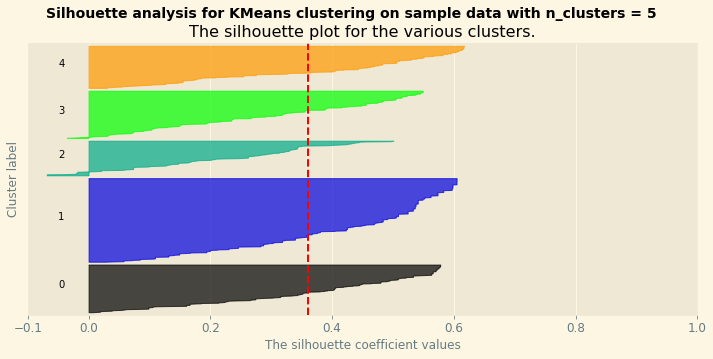 Silhouette analysis for KMeans clustering on sample data with n_clusters = 5
The silhouette plot for the various clusters.
Cluster label
4
3
2
1
0
−0.1 0.0 0.2 0.4 0.6 0.8 1.0
The silhouette coefficient values